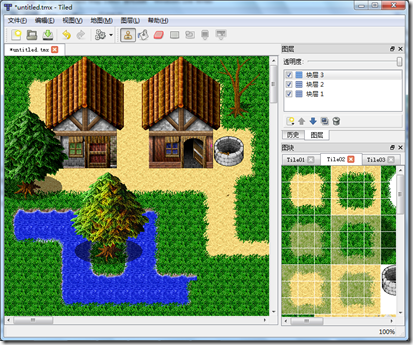 *untitled.tmx - Tiled
文件(F) 编辑(E) 视图(V) 地图(M) 图层(L) 帮助(H)
*untitled.tmx
图层
透明度:
块层 3
块层 2
块层 1
历史 图层
图块
Tile01 Tile02 Tile03
100%